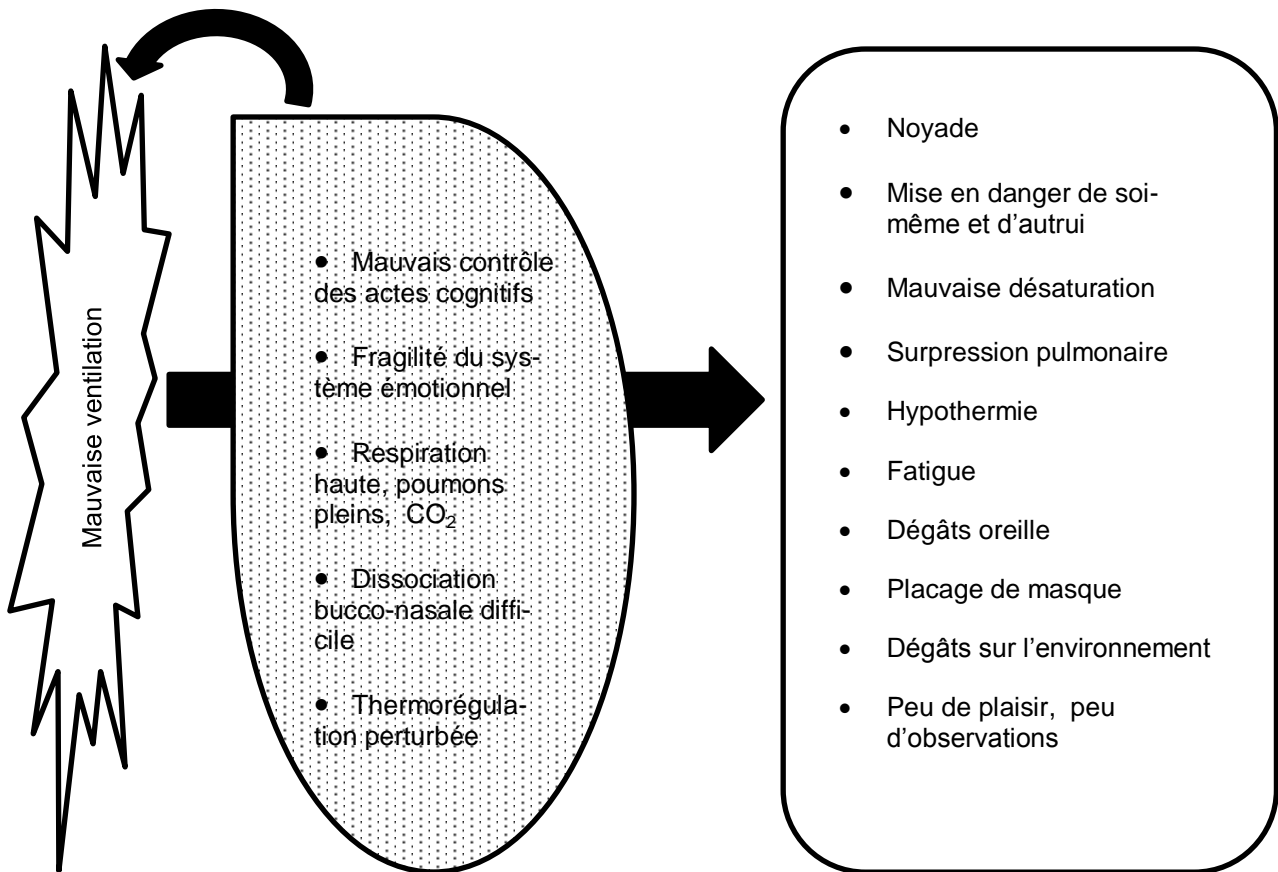 Mauvaise ventilation
• Mauvais contrôle
des actes cognitifs
• Fragilité du sys-
tème émotionnel
• Respiration
haute, poumons
pleins, CO₂
• Dissociation
bucco-nasale diffi-
cile
• Thermorégula-
tion perturbée
• Noyade
• Mise en danger de soi-
même et d'autrui
• Mauvaise désaturation
• Surpression pulmonaire
• Hypothermie
• Fatigue
• Dégâts oreille
• Placage de masque
• Dégâts sur l'environnement
• Peu de plaisir, peu
d'observations